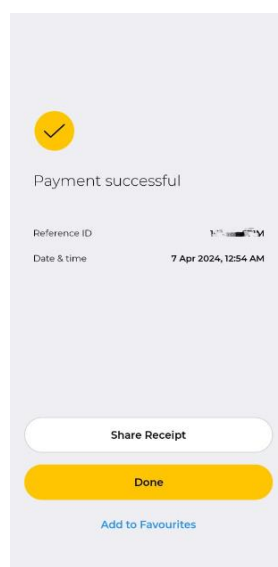 Payment successful
Reference ID
Date & time 7 Apr 2024, 12:54 AM
Share Receipt
Done
Add to Favourites